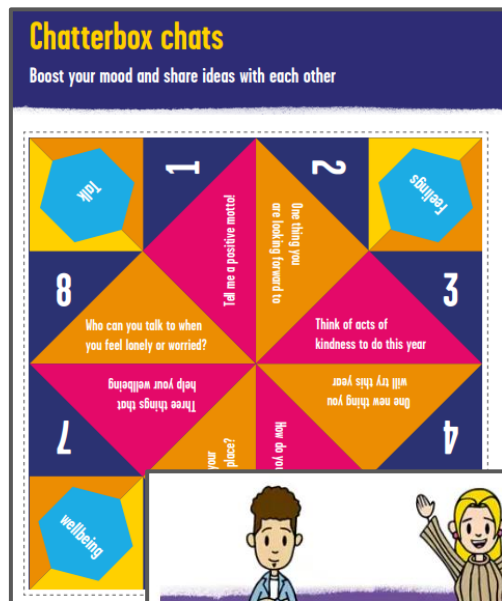 Chatterbox chats
Boost your mood and share ideas with each other
Talk
1
2
Feelings
Tell me a positive motto!
One thing you
are looking forward to
8
3
Who can you talk to when
you feel lonely or worried?
Think of acts of
kindness to do this year
Three things that
help your wellbeing
One new thing you
will try this year
7
4
your
place?
How do you
wellbeing